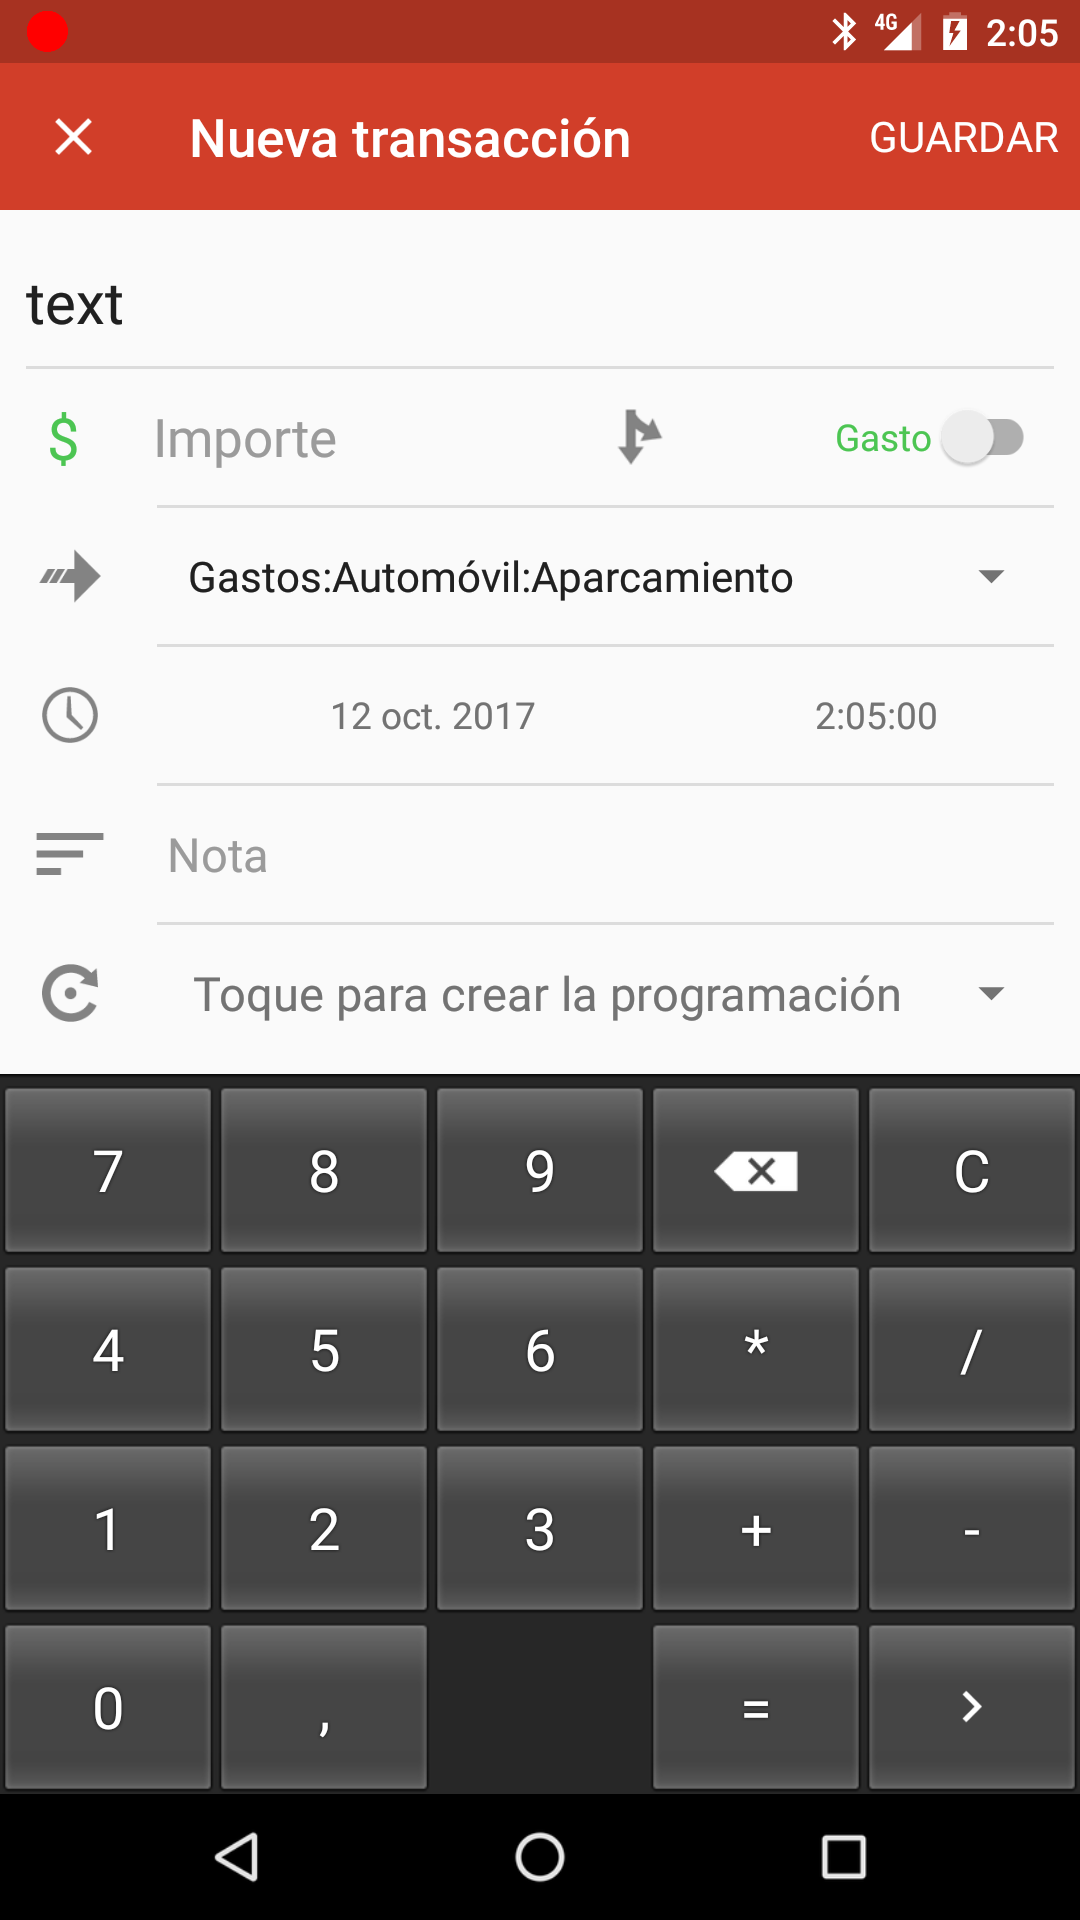 4G 2:05
Nueva transacción GUARDAR
text
$ Importe Gasto
Gastos:Automóvil:Aparcamiento
12 oct. 2017 2:05:00
Nota
Toque para crear la programación
7 8 9 C
4 5 6 * /
1 2 3 + -
0 , = >